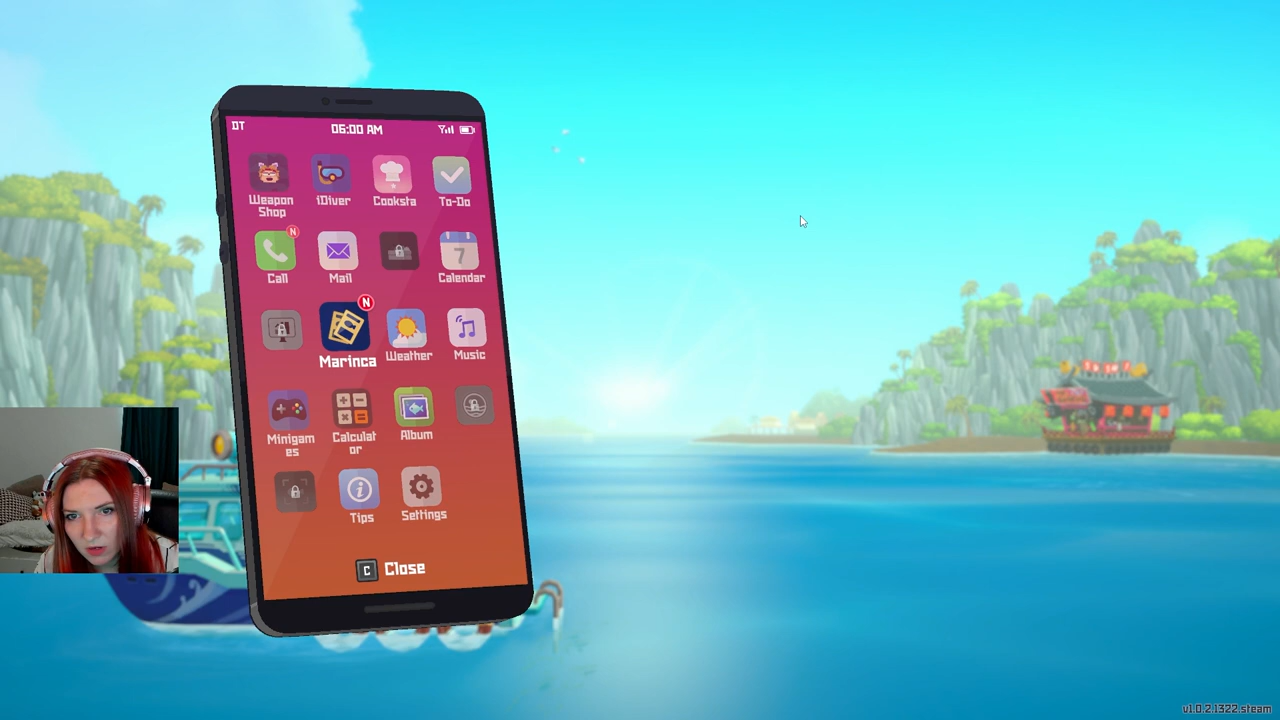 DT
06:00 AM
Weapon
Shop
iDiver
Cooksta
To-Do
N
Call
Mail
7
Calendar
N
Marinca
Weather
Music
Minigam
es
Calculat
or
Album
Tips
Settings
C Close
v1.0.2.1322.steam